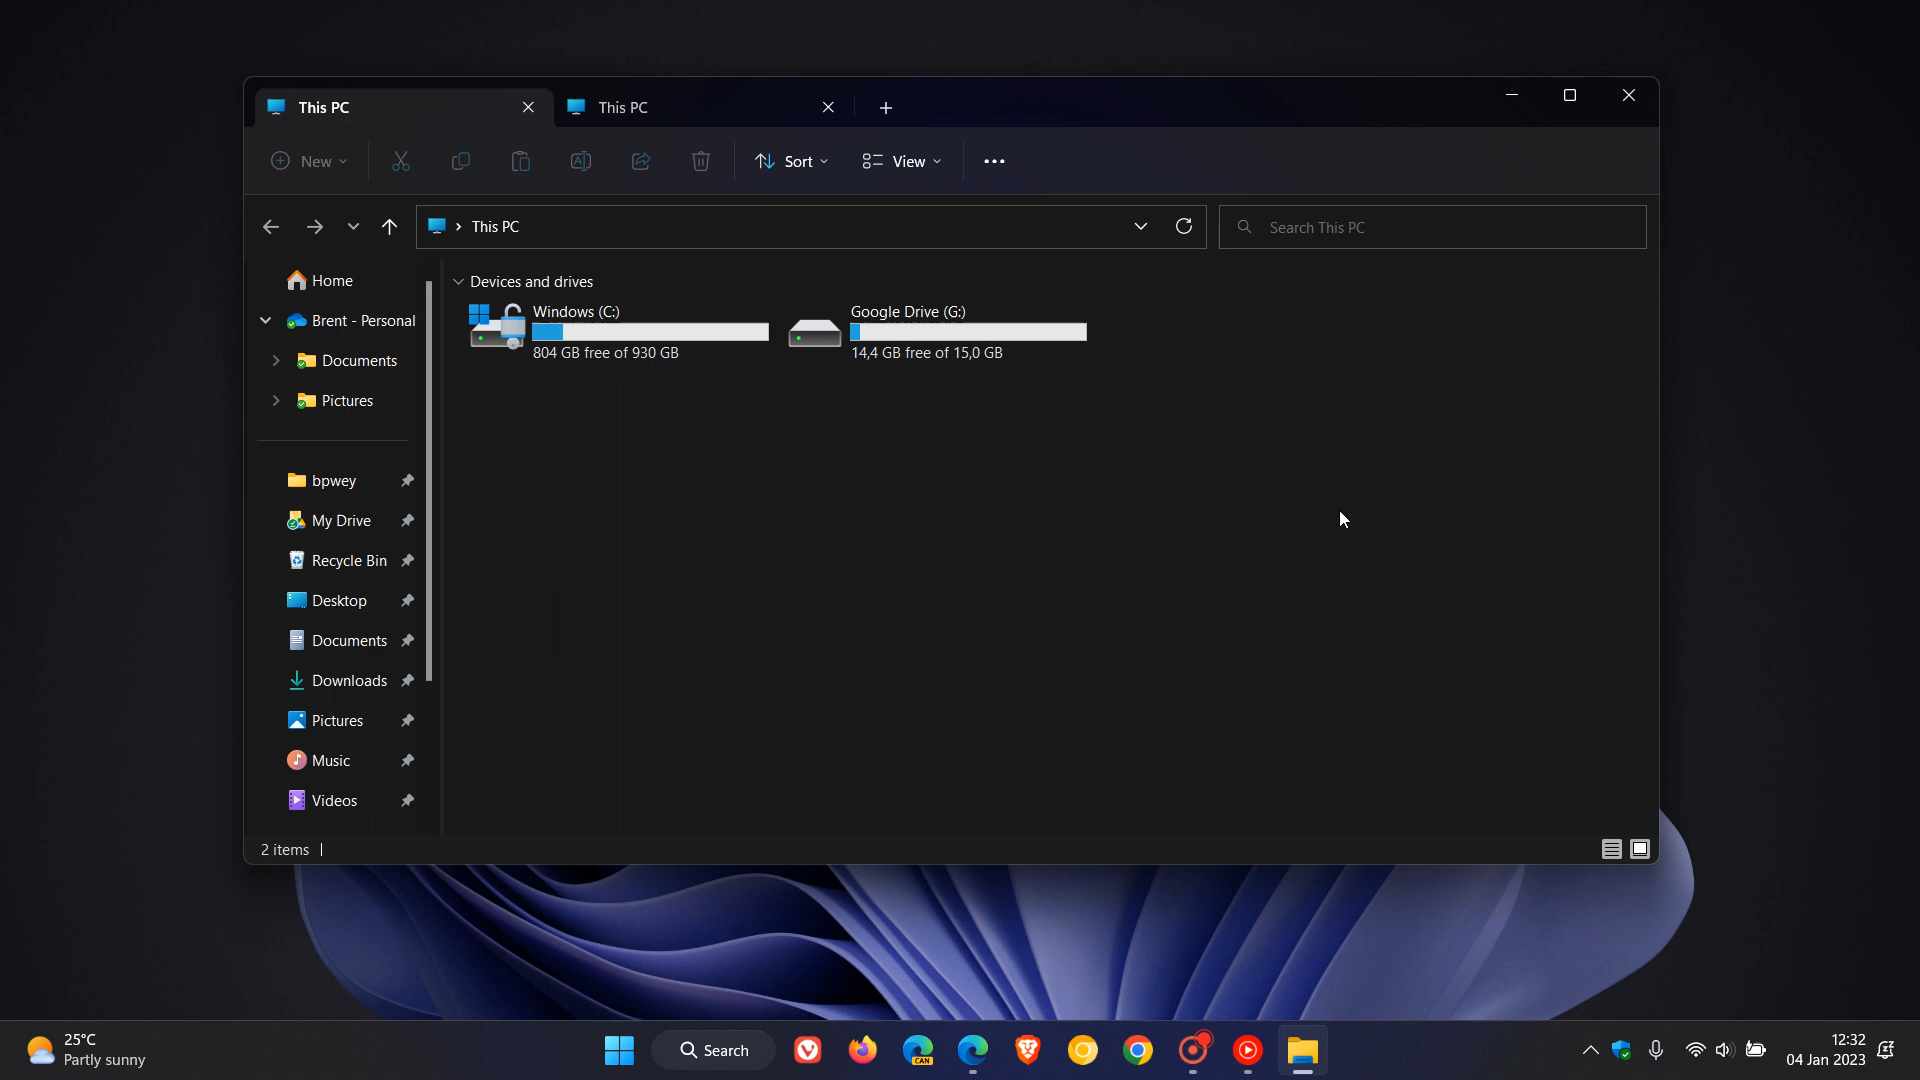 This PC
This PC
New
Sort
View
This PC
Search This PC
Home
Brent - Personal
Documents
Pictures
bpwey
My Drive
Recycle Bin
Desktop
Documents
Downloads
Pictures
Music
Videos
Devices and drives
Windows (C:)
804 GB free of 930 GB
Google Drive (G:)
14,4 GB free of 15,0 GB
2 items
25°C
Partly sunny
Search
CAN
12:32
04 Jan 2023